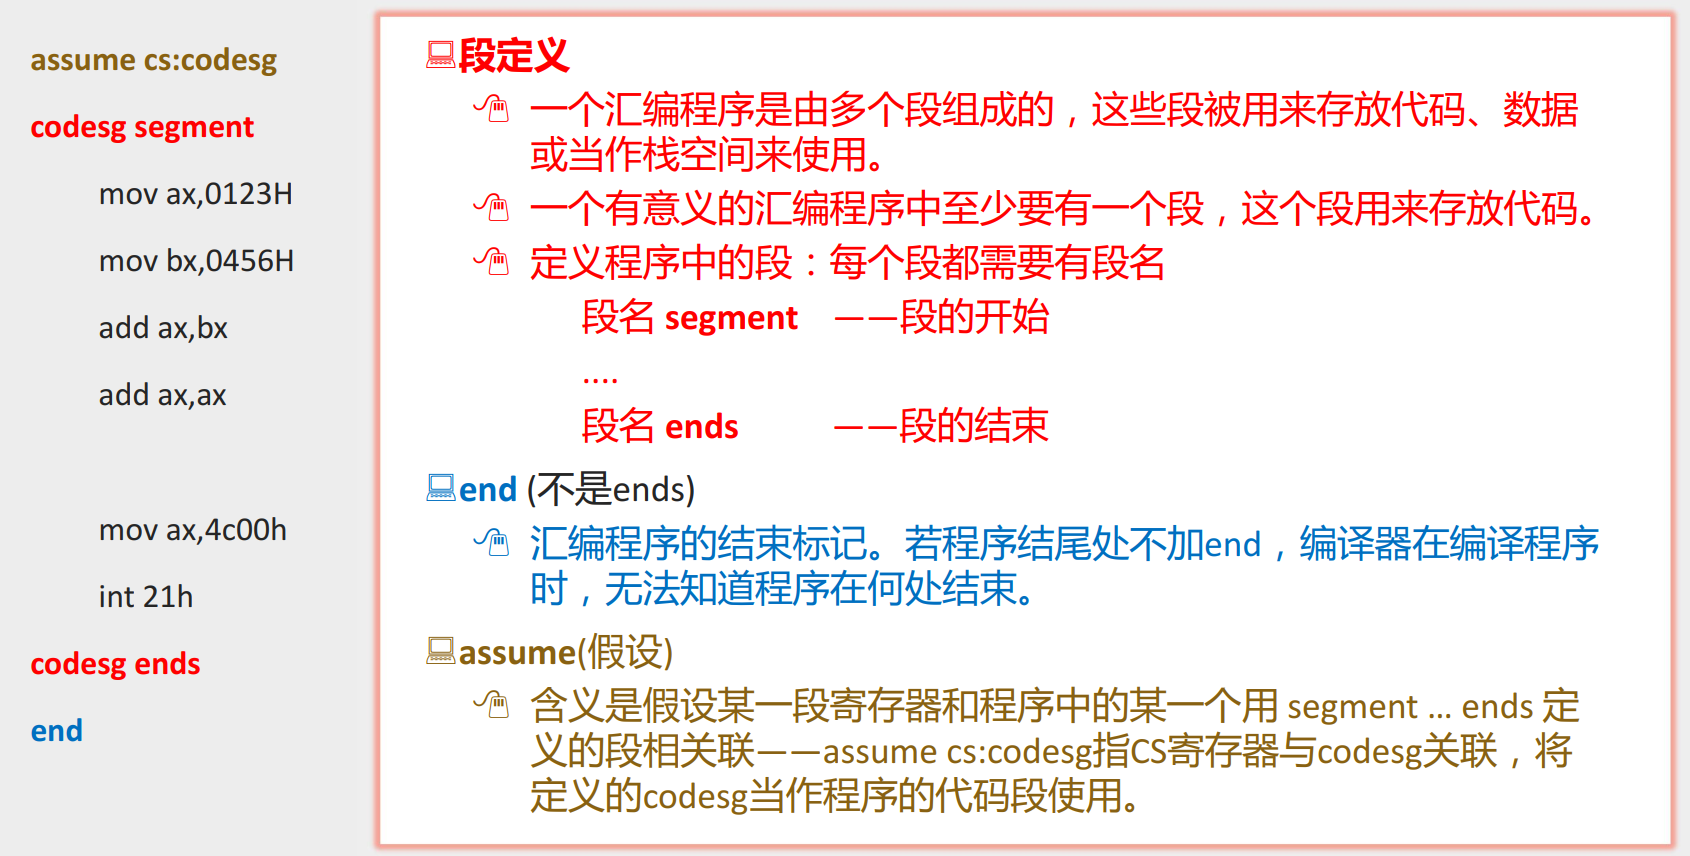 assume cs:codesg
codesg segment
mov ax,0123H
mov bx,0456H
add ax,bx
add ax,ax
mov ax,4c00h
int 21h
codesg ends
end
段定义
一个汇编程序是由多个段组成的，这些段被用来存放代码、数据
或当作栈空间来使用。
一个有意义的汇编程序中至少要有一个段，这个段用来存放代码。
定义程序中的段：每个段都需要有段名
段名 segment ——段的开始
....
段名 ends ——段的结束
end (不是ends)
汇编程序的结束标记。若程序结尾处不加end，编译器在编译程序
时，无法知道程序在何处结束。
assume(假设)
含义是假设某一段寄存器和程序中的某一个用 segment ... ends 定
义的段相关联——assume cs:codesg指CS寄存器与codesg关联，将
定义的codesg当作程序的代码段使用。